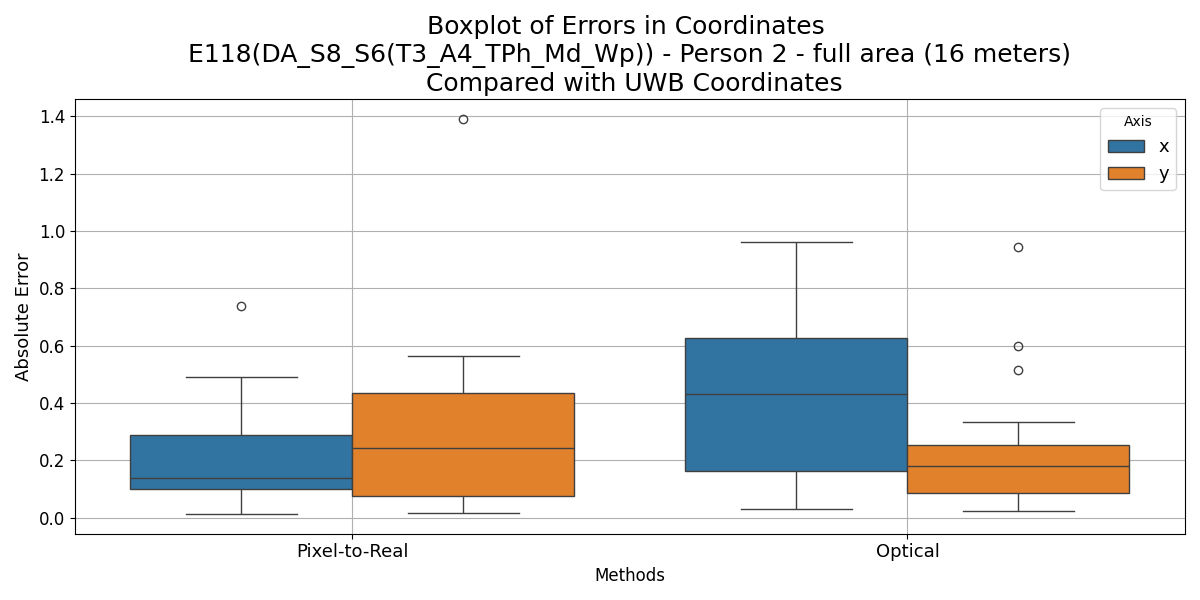 Boxplot of Errors in Coordinates
E118(DA_S8_S6(T3_A4_TPh_Md_Wp)) - Person 2 - full area (16 meters)
Compared with UWB Coordinates
Axis
x
y
Absolute Error
1.4
1.2
1.0
0.8
0.6
0.4
0.2
0.0
Pixel-to-Real
Optical
Methods